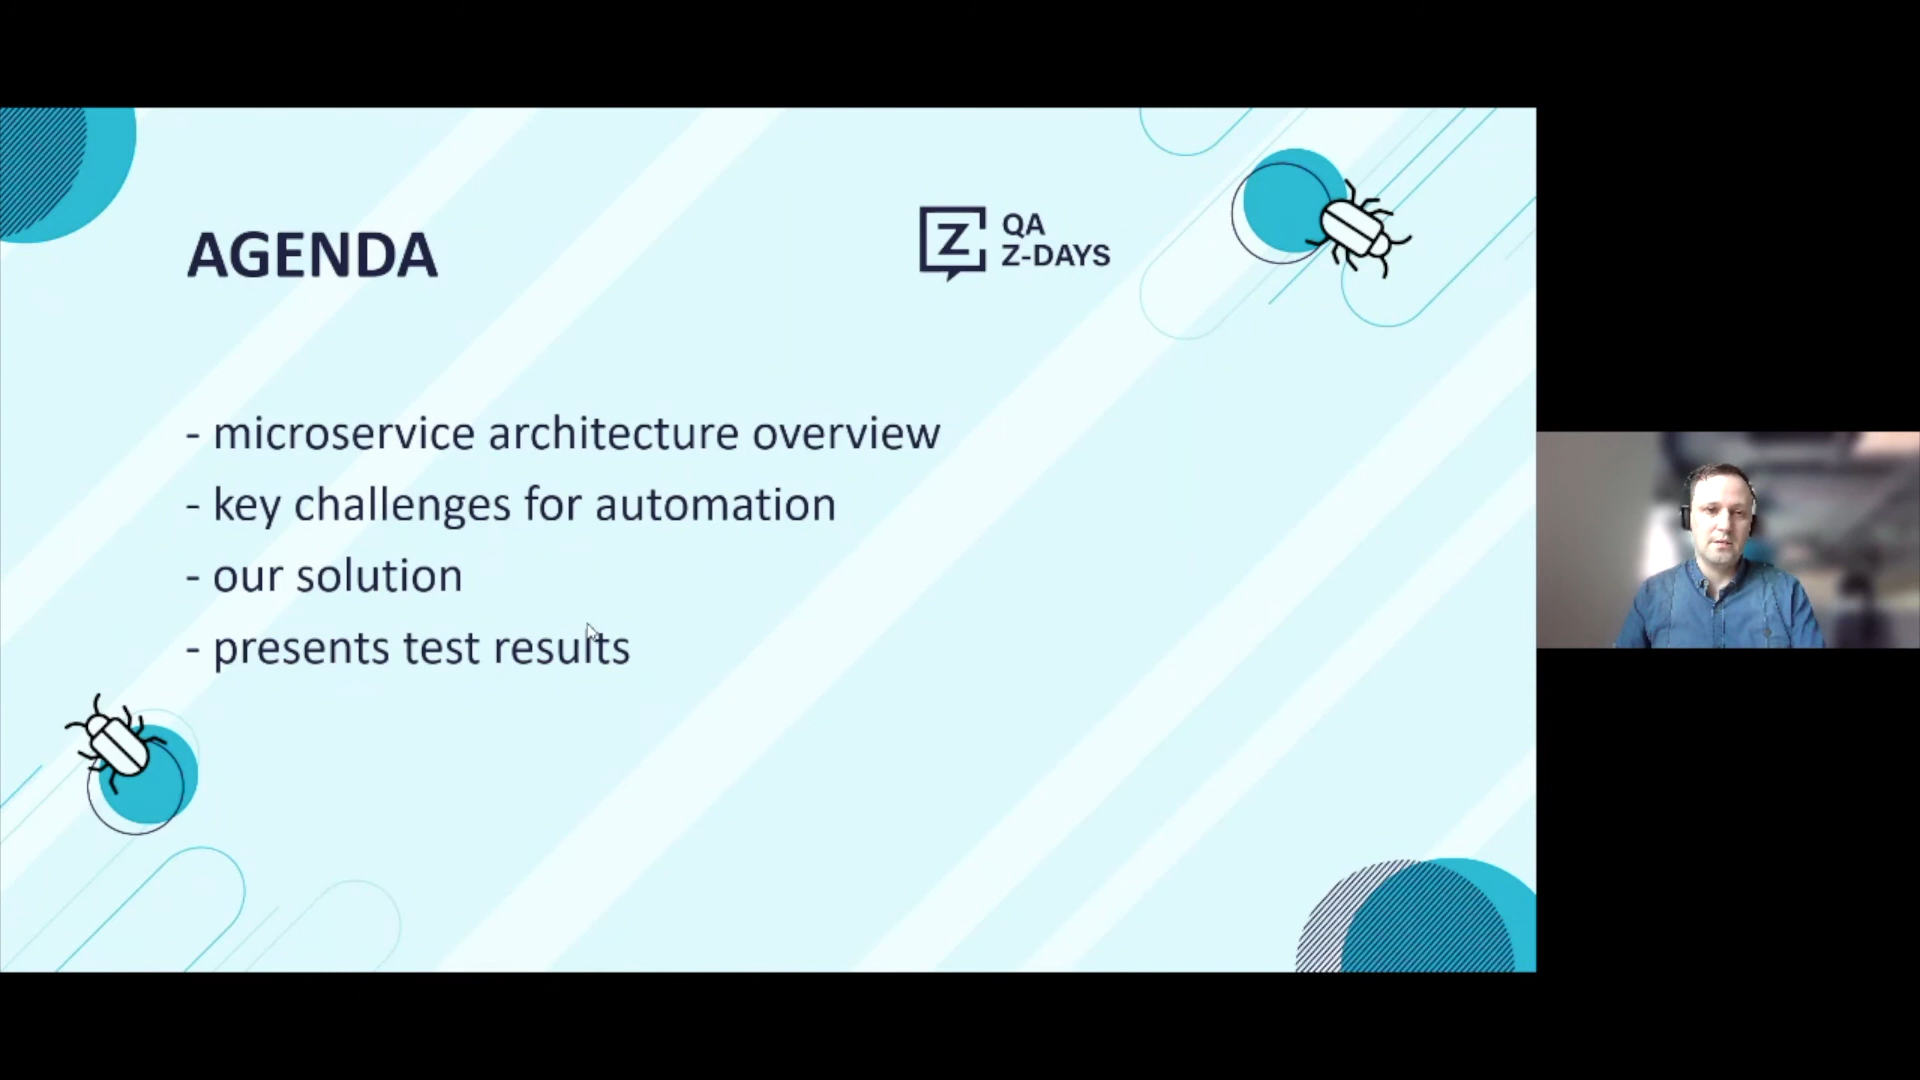 AGENDA
Z QA
Z-DAYS
- microservice architecture overview
- key challenges for automation
- our solution
- presents test results